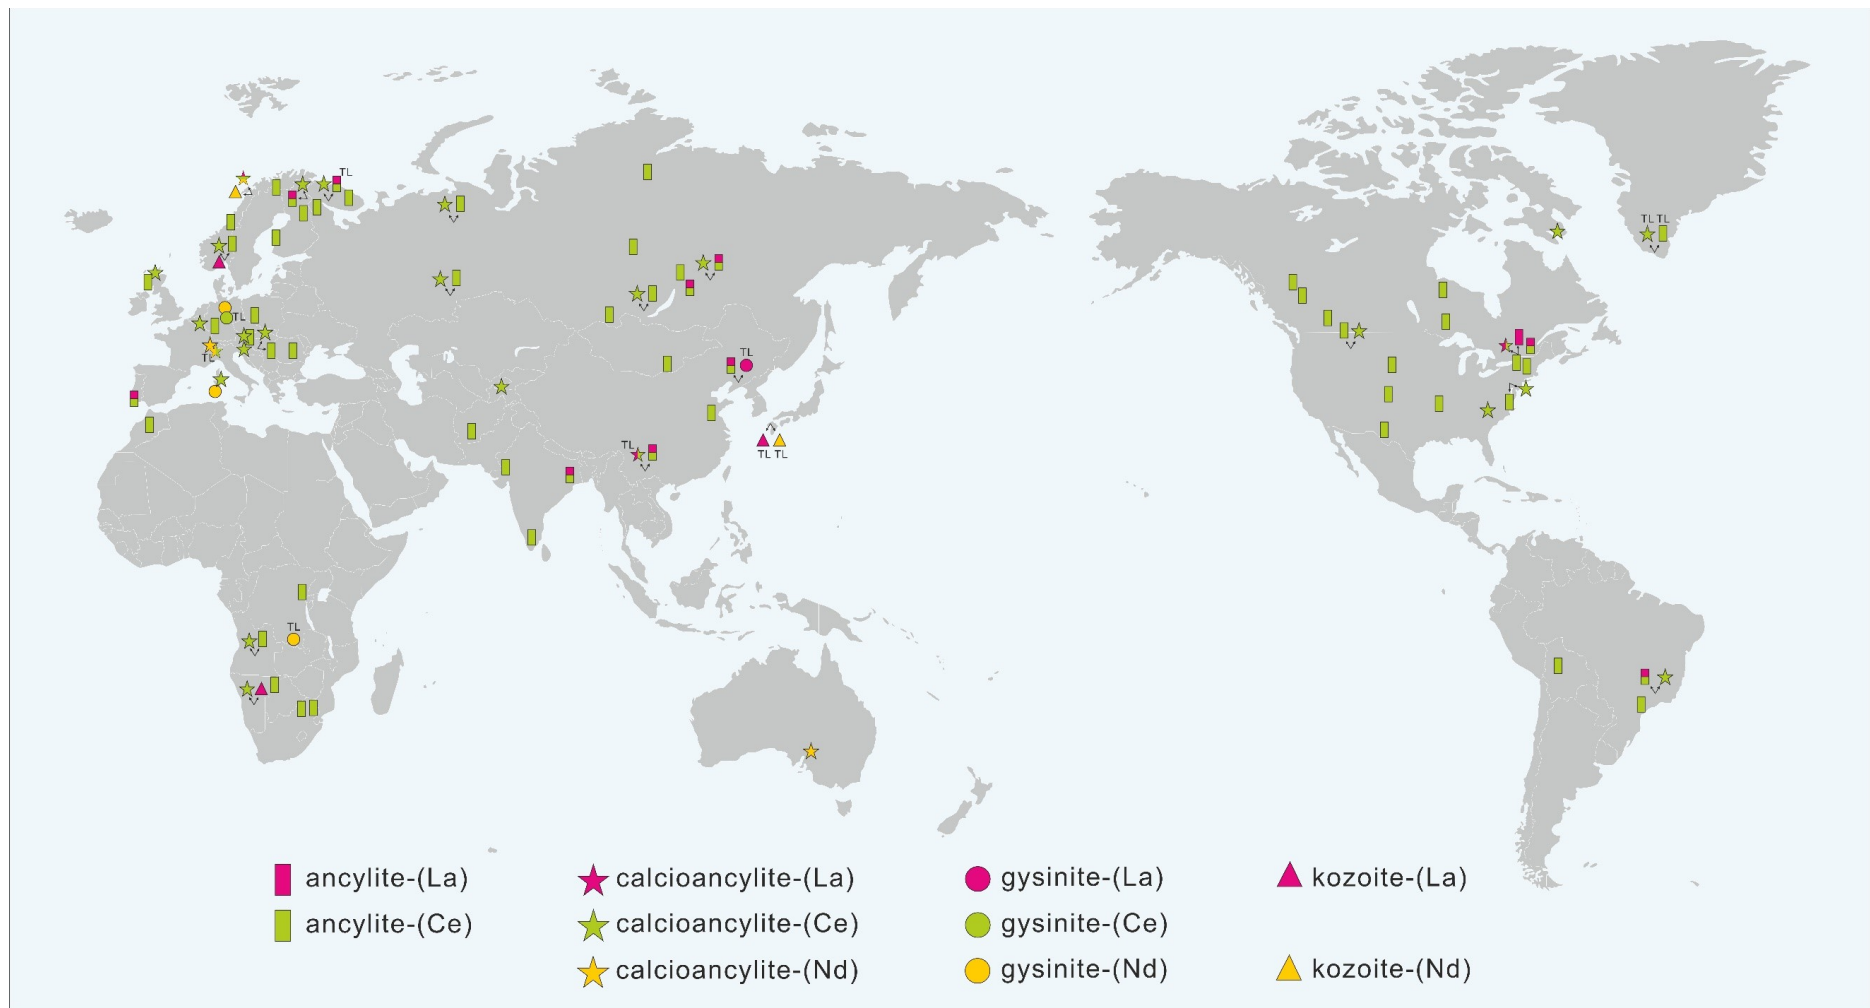 TL
TL TL
TL
TL
TL
TL
TL TL
TL
ancylite-(La) calcioancylite-(La) gysinite-(La) kozoite-(La)
ancylite-(Ce) calcioancylite-(Ce) gysinite-(Ce)
calcioancylite-(Nd) gysinite-(Nd) kozoite-(Nd)